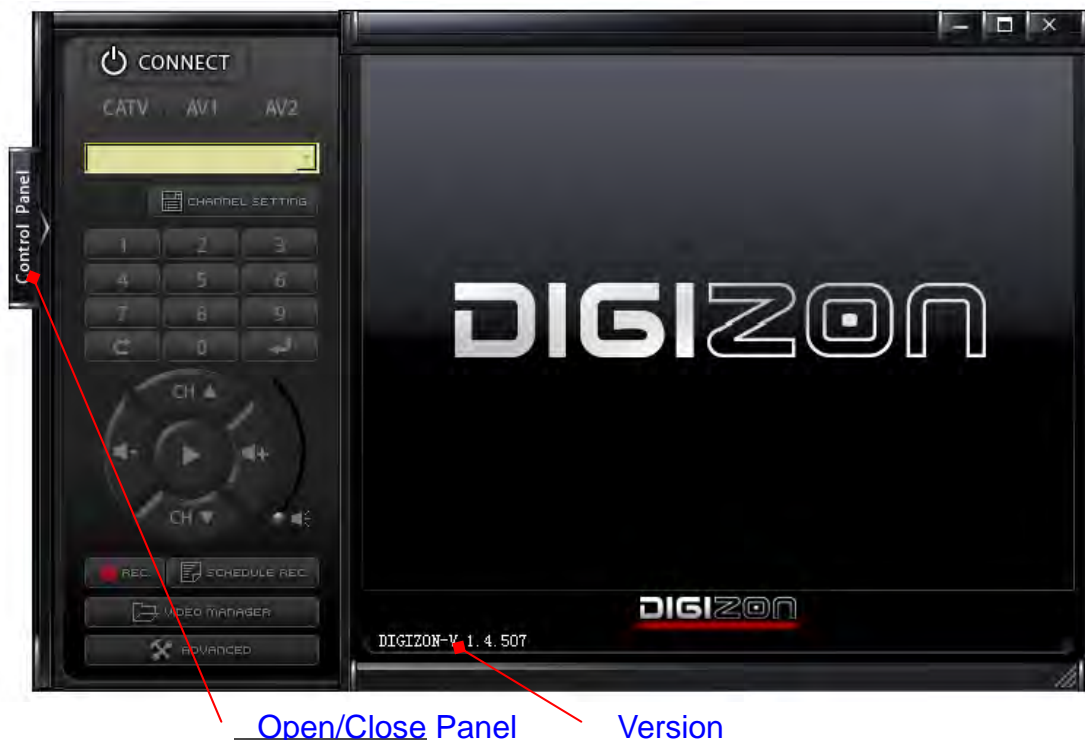 CONNECT
CATV AV1 AV2
Control Panel
CHANNEL SETTING
1 2 3
4 5 6
7 8 9
0
CH ▲
- +
CH ▼
REC SCHEDULE REC
VIDEO MANAGER
ADVANCED
DIGIZON
DIGIZON
DIGIZON-V 1.4.507
Open/Close Panel Version